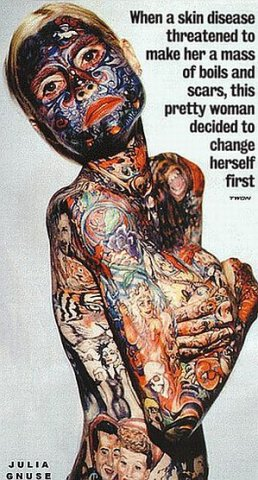 When a skin disease
threatened to
make her a mass
of boils and
scars, this
pretty woman
decided to
change
herself
first
TWON
JULIA
GNUSE